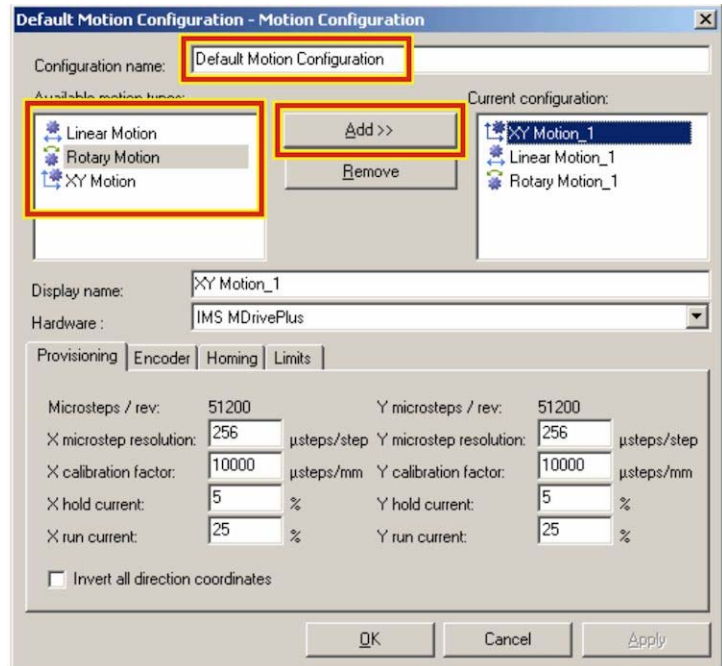 Default Motion Configuration - Motion Configuration
Configuration name: Default Motion Configuration
Available motion types:
Linear Motion
Rotary Motion
XY Motion
Add >>
Remove
Current configuration:
XY Motion_1
Linear Motion_1
Rotary Motion_1
Display name: XY Motion_1
Hardware : IMS MDrivePlus
Provisioning Encoder Homing Limits
Microsteps / rev: 51200 Y microsteps / rev: 51200
X microstep resolution: 256 µsteps/step Y microstep resolution: 256 µsteps/step
X calibration factor: 10000 µsteps/mm Y calibration factor: 10000 µsteps/mm
X hold current: 5 % Y hold current: 5 %
X run current: 25 % Y run current: 25 %
Invert all direction coordinates
OK Cancel Apply